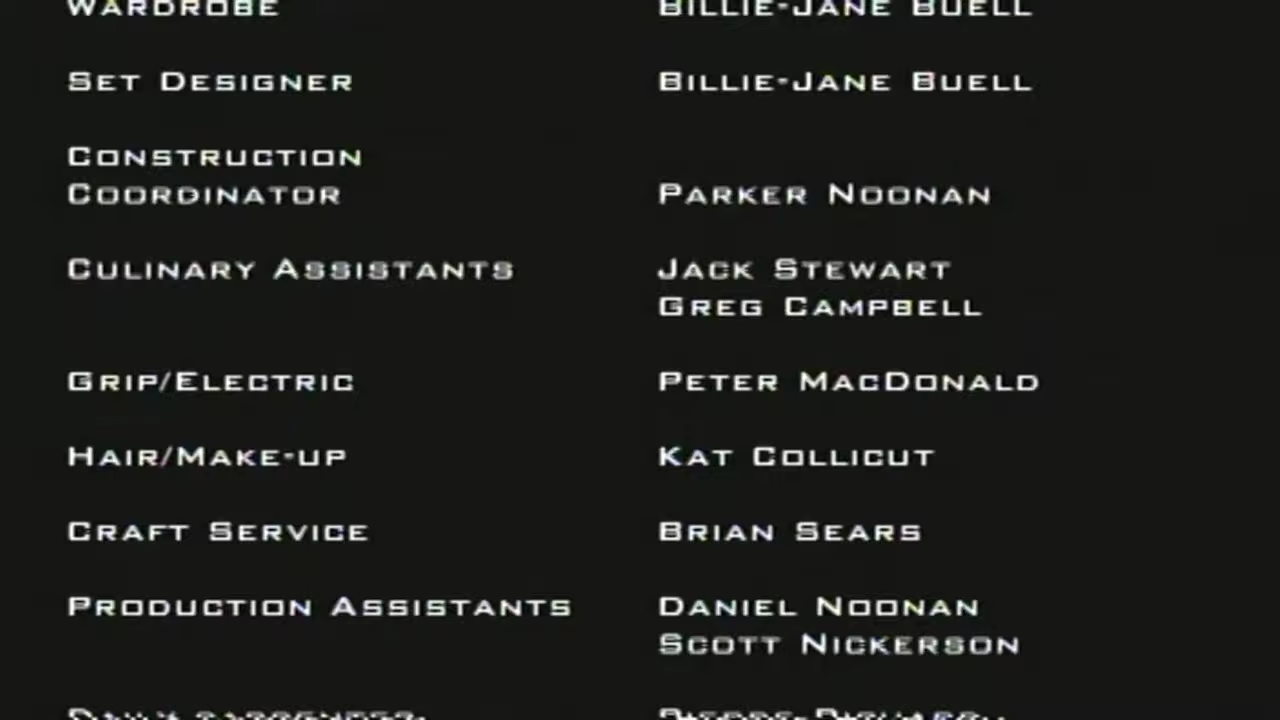 WARDROBE BILLIE-JANE BUELL
SET DESIGNER BILLIE-JANE BUELL
CONSTRUCTION
COORDINATOR PARKER NOONAN
CULINARY ASSISTANTS JACK STEWART
GREG CAMPBELL
GRIP/ELECTRIC PETER MACDONALD
HAIR/MAKE-UP KAT COLLICUT
CRAFT SERVICE BRIAN SEARS
PRODUCTION ASSISTANTS DANIEL NOONAN
SCOTT NICKERSON